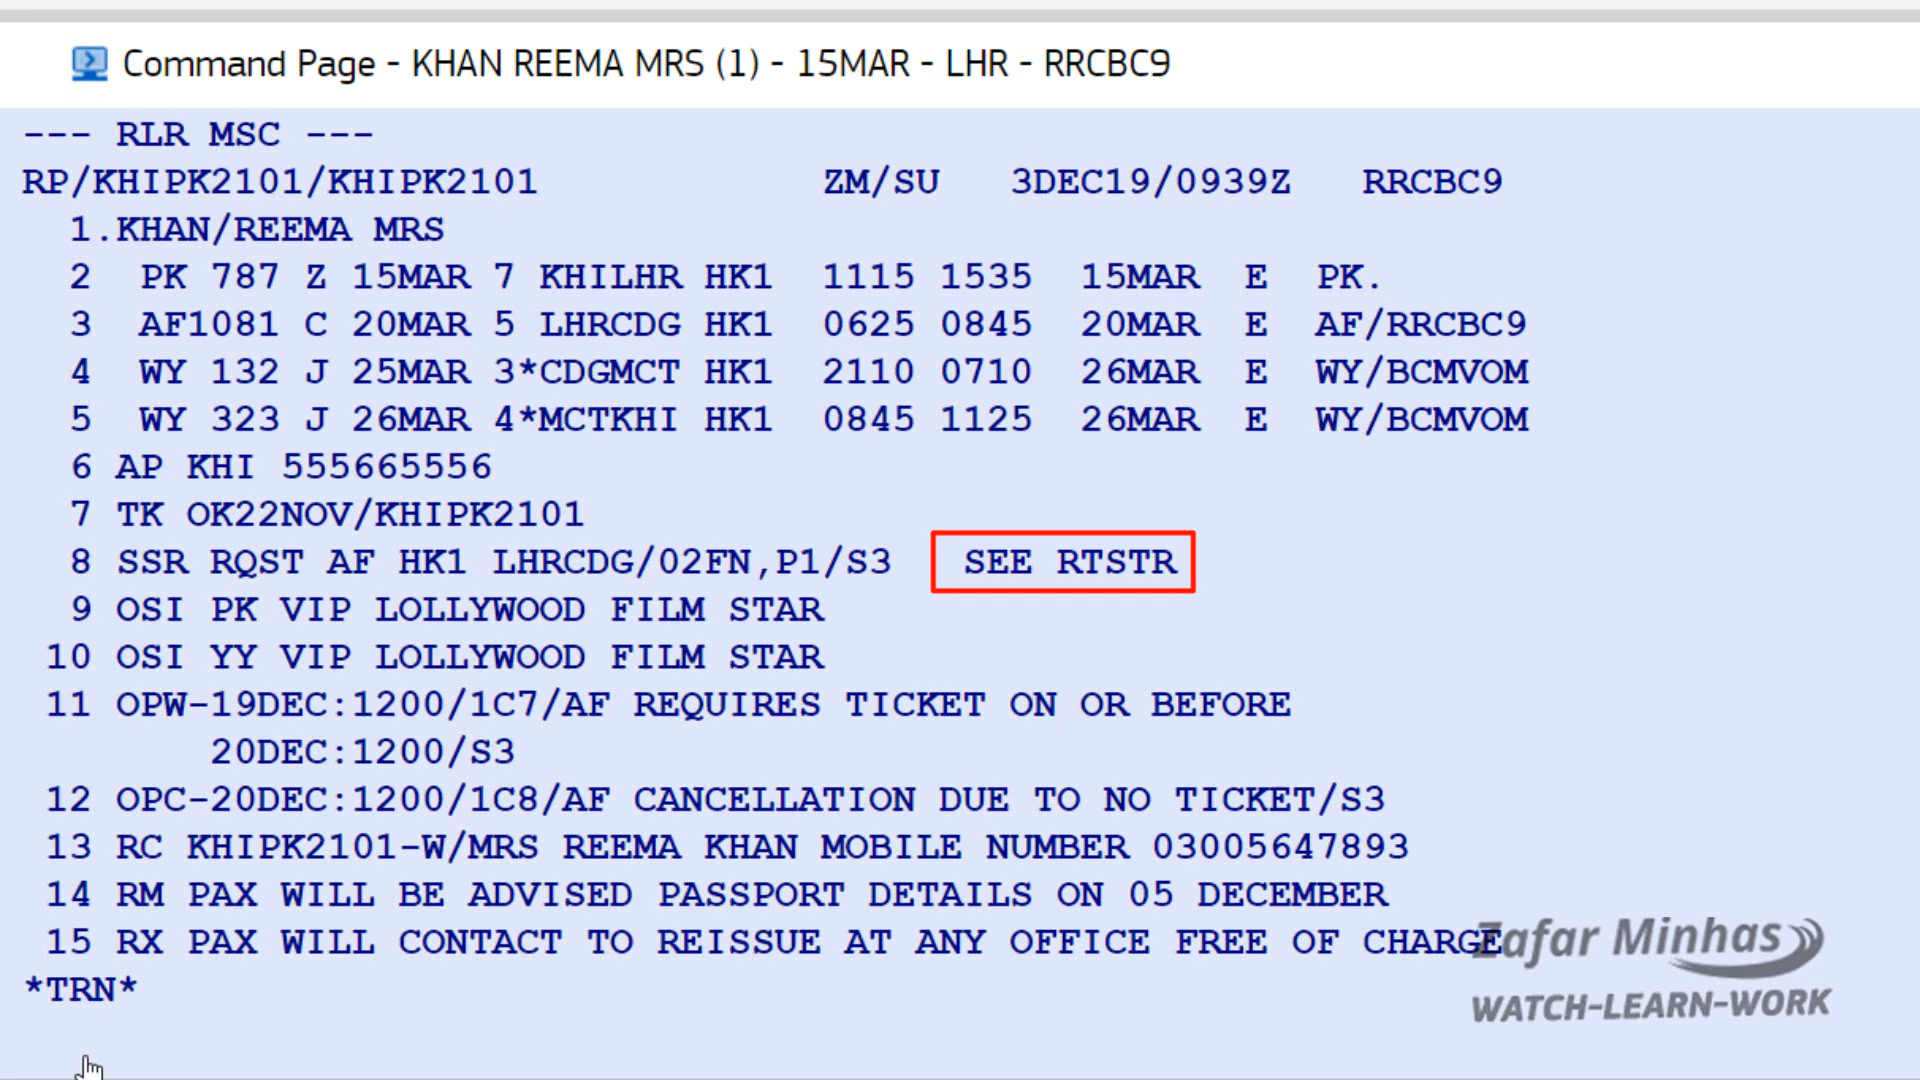 Command Page - KHAN REEMA MRS (1) - 15MAR - LHR - RRCBC9
--- RLR MSC ---
RP/KHIPK2101/KHIPK2101 ZM/SU 3DEC19/0939Z RRCBC9
1.KHAN/REEMA MRS
2 PK 787 Z 15MAR 7 KHILHR HK1 1115 1535 15MAR E PK.
3 AF1081 C 20MAR 5 LHRCDG HK1 0625 0845 20MAR E AF/RRCBC9
4 WY 132 J 25MAR 3*CDGMCT HK1 2110 0710 26MAR E WY/BCMVOM
5 WY 323 J 26MAR 4*MCTKHI HK1 0845 1125 26MAR E WY/BCMVOM
6 AP KHI 555665556
7 TK OK22NOV/KHIPK2101
8 SSR RQST AF HK1 LHRCDG/02FN,P1/S3 SEE RTSTR
9 OSI PK VIP LOLLYWOOD FILM STAR
10 OSI YY VIP LOLLYWOOD FILM STAR
11 OPW-19DEC:1200/1C7/AF REQUIRES TICKET ON OR BEFORE
20DEC:1200/S3
12 OPC-20DEC:1200/1C8/AF CANCELLATION DUE TO NO TICKET/S3
13 RC KHIPK2101-W/MRS REEMA KHAN MOBILE NUMBER 03005647893
14 RM PAX WILL BE ADVISED PASSPORT DETAILS ON 05 DECEMBER
15 RX PAX WILL CONTACT TO REISSUE AT ANY OFFICE FREE OF CHARGE
*TRN*
Zafar Minhas
WATCH-LEARN-WORK